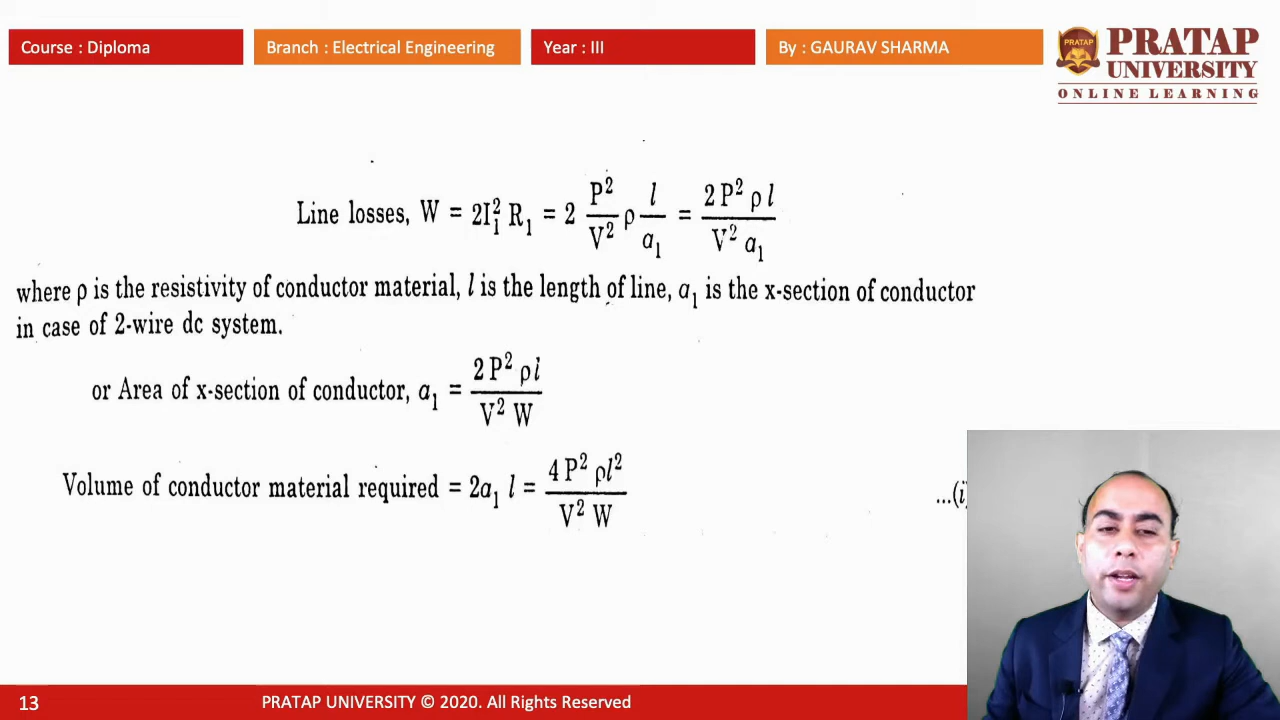 Course : Diploma
Branch : Electrical Engineering
Year : III
By : GAURAV SHARMA
PRATAP
PRATAP
UNIVERSITY
ONLINE LEARNING
Line losses, W = 2I₁² R₁ = 2 P²/V² ρ l/a₁ = 2 P² ρ l / V² a₁
where ρ is the resistivity of conductor material, l is the length of line, a₁ is the x-section of conductor
in case of 2-wire dc system.
or Area of x-section of conductor, a₁ = 2 P² ρl / V² W
Volume of conductor material required = 2a₁ l = 4 P² ρl² / V² W ...(i)
13
PRATAP UNIVERSITY © 2020. All Rights Reserved